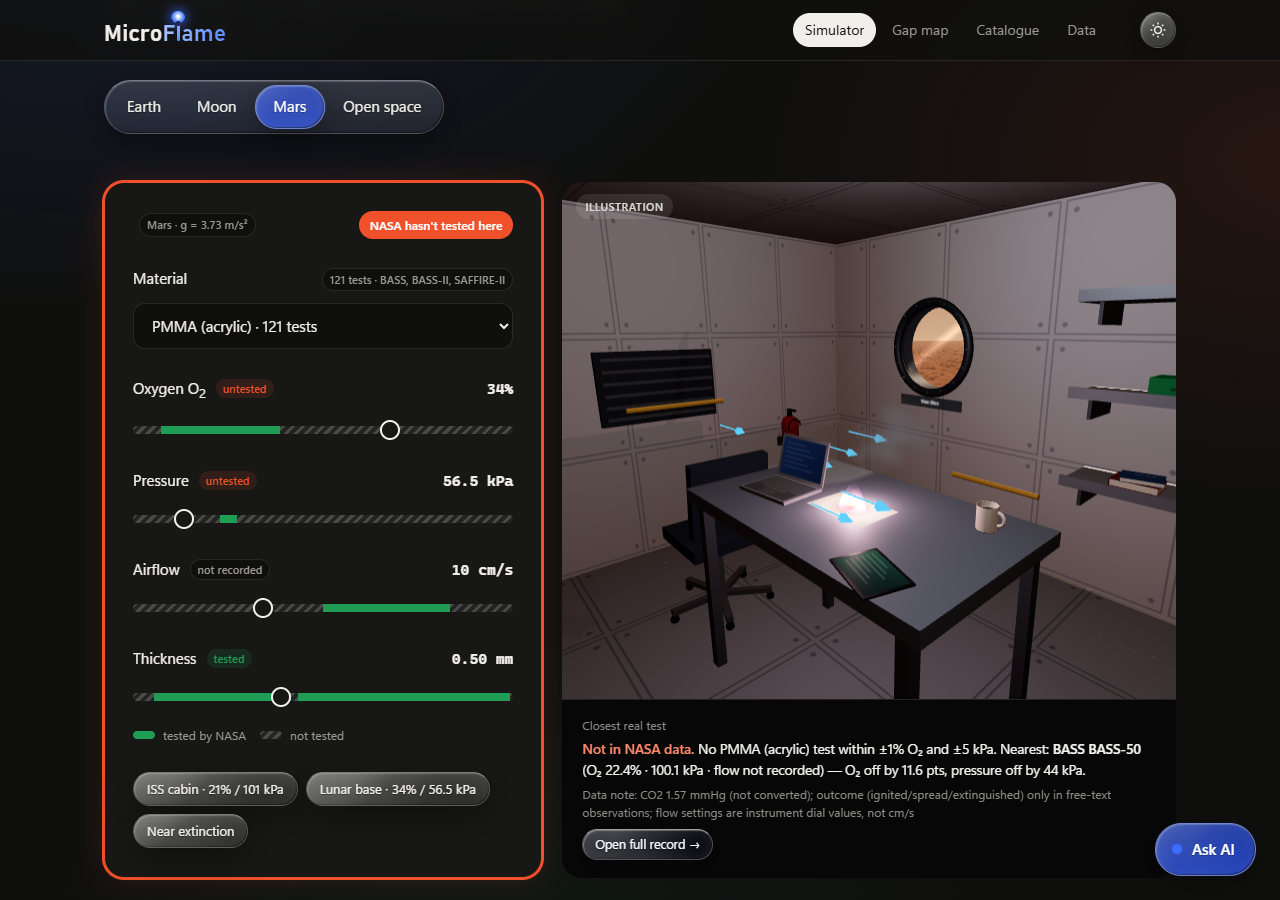 MicroFlame
Simulator
Gap map
Catalogue
Data
Earth
Moon
Mars
Open space
Mars · g = 3.73 m/s²
NASA hasn't tested here
Material
121 tests · BASS, BASS-II, SAFFIRE-II
PMMA (acrylic) · 121 tests
Oxygen O₂
untested
34%
Pressure
untested
56.5 kPa
Airflow
not recorded
10 cm/s
Thickness
tested
0.50 mm
tested by NASA
not tested
ISS cabin · 21% / 101 kPa
Lunar base · 34% / 56.5 kPa
Near extinction
ILLUSTRATION
Closest real test
Not in NASA data. No PMMA (acrylic) test within ±1% O₂ and ±5 kPa. Nearest: BASS BASS-50
(O₂ 22.4% · 100.1 kPa · flow not recorded) — O₂ off by 11.6 pts, pressure off by 44 kPa.
Data note: CO2 1.57 mmHg (not converted); outcome (ignited/spread/extinguished) only in free-text
observations; flow settings are instrument dial values, not cm/s
Open full record →
Ask AI